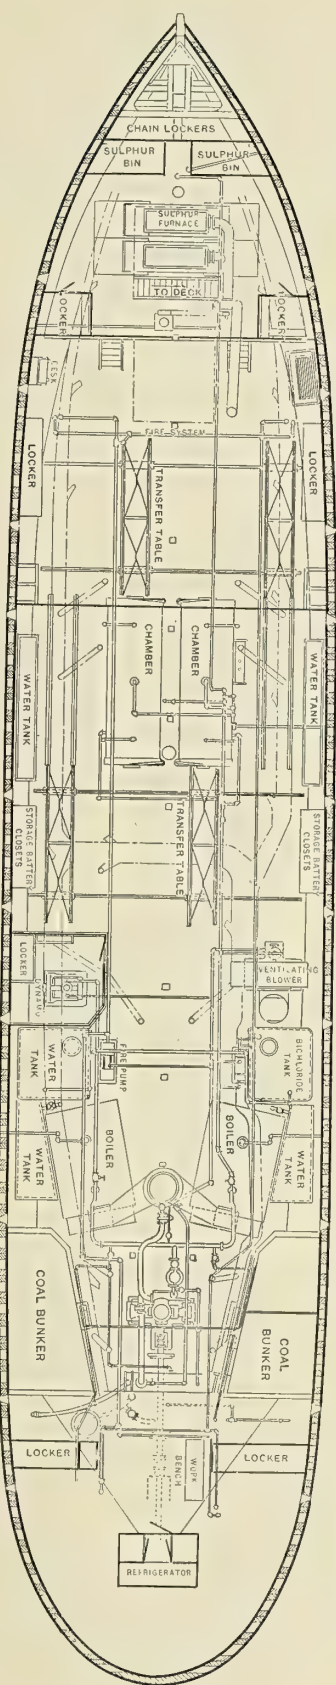 CHAIN LOCKERS
SULPHUR
BIN
SULPHUR
BIN
SULPHUR
FURNACE
TO DECK
LOCKER
LOCKER
DESK
FIRE SYSTEM
LOCKER
LOCKER
TRANSFER TABLE
CHAMBER
CHAMBER
WATER TANK
WATER TANK
TRANSFER TABLE
STORAGE BATTERY
CLOSETS
STORAGE BATTERY
CLOSETS
LOCKER
DYNAMO
VENTILATING
BLOWER
WATER
TANK
FIRE PUMP
BICHLORIDE
TANK
BOILER
BOILER
WATER
TANK
WATER
TANK
COAL BUNKER
COAL
BUNKER
LOCKER
WORK
BENCH
LOCKER
REFRIGERATOR